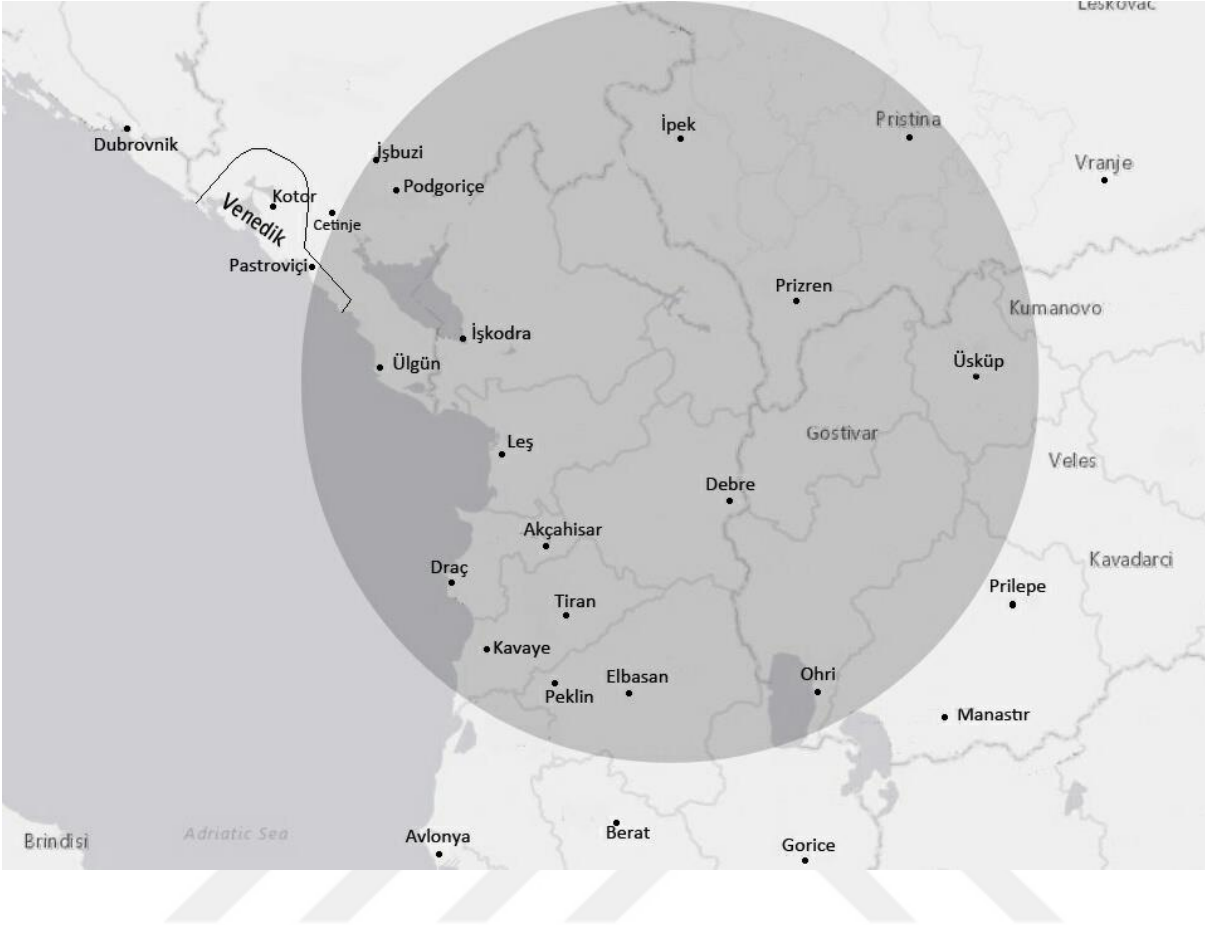 Leskovac
İpek
Pristina
Dubrovnik
İşbuzi
Vranje
Podgoriçe
Kotor
Venedik
Cetinje
Pastroviçi
Prizren
Kumanovo
İşkodra
Ülgün
Üsküp
Gostivar
Leş
Veles
Debre
Akçahisar
Kavadarci
Draç
Prilepe
Tiran
Kavaye
Elbasan
Ohri
Peklin
Manastır
Brindisi
Adriatic Sea
Avlonya
Berat
Gorice